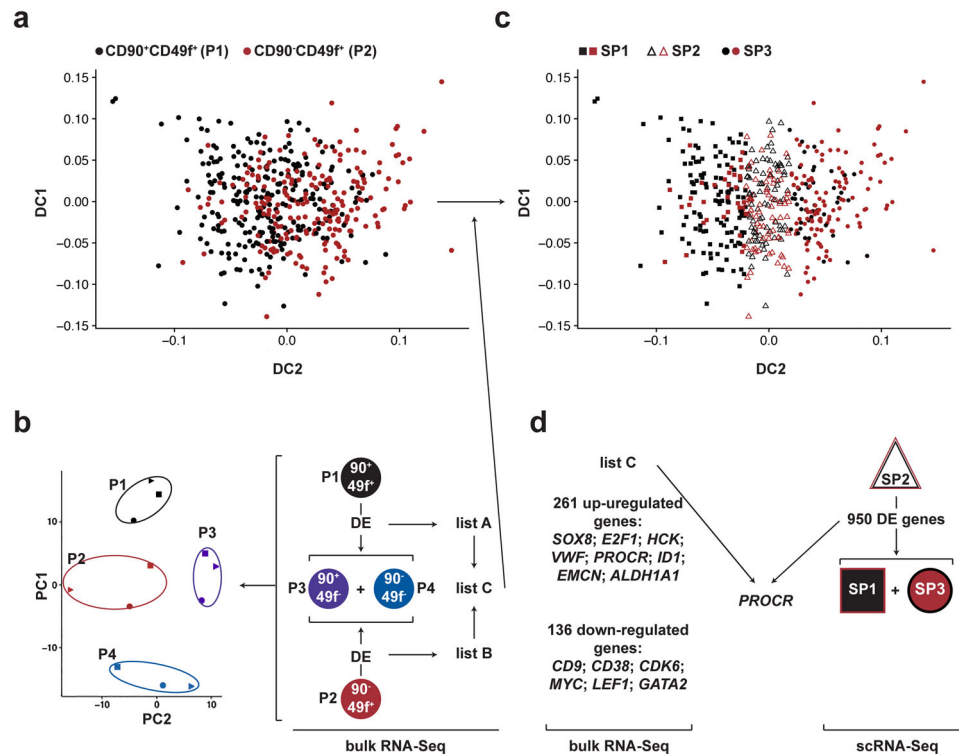 a
CD90⁺CD49f⁺ (P1)
CD90⁻CD49f⁺ (P2)
0.15
0.10
0.05
0.00
−0.05
−0.10
−0.15
DC1
−0.1
0.0
0.1
DC2
c
SP1
SP2
SP3
0.15
0.10
0.05
0.00
−0.05
−0.10
−0.15
DC1
−0.1
0.0
0.1
DC2
b
P1
P2
P3
P4
10
0
−10
PC1
−10
0
10
PC2
P1
90⁺
49f⁺
DE
list A
P3
90⁺
49f⁻
+
90⁻
49f⁻
P4
list C
DE
list B
P2
90⁻
49f⁺
bulk RNA-Seq
d
list C
261 up-uregulated
genes:
SOX8; E2F1; HCK;
VWF; PROCR; ID1;
EMCN; ALDH1A1
136 down-regulated
genes:
CD9; CD38; CDK6;
MYC; LEF1; GATA2
bulk RNA-Seq
PROCR
SP2
950 DE genes
SP1
+
SP3
scRNA-Seq